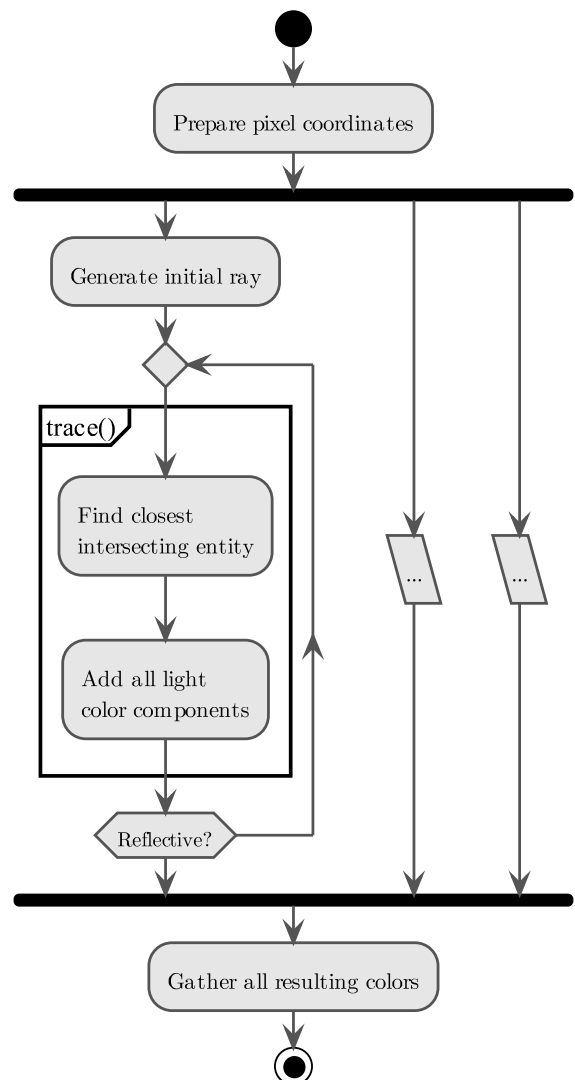 Prepare pixel coordinates
Generate initial ray
trace()
Find closest
intersecting entity
...
...
Add all light
color components
Reflective?
Gather all resulting colors